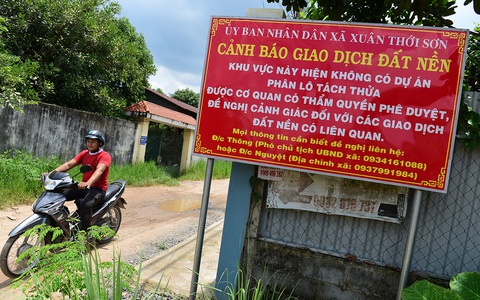 ỦY BAN NHÂN DÂN XÃ XUÂN THỚI SƠN
CẢNH BÁO GIAO DỊCH ĐẤT NỀN
KHU VỰC NÀY HIỆN KHÔNG CÓ DỰ ÁN
PHÂN LÔ TÁCH THỬA
ĐƯỢC CƠ QUAN CÓ THẨM QUYỀN PHÊ DUYỆT,
ĐỀ NGHỊ CẢNH GIÁC ĐỐI VỚI CÁC GIAO DỊCH
ĐẤT NỀN CÓ LIÊN QUAN.
Mọi thông tin cần biết đề nghị liên hệ:
Đ/c Thông (Phó chủ tịch UBND xã: 0934161088)
hoặc Đ/c Nguyệt (Địa chính xã: 0937991984)